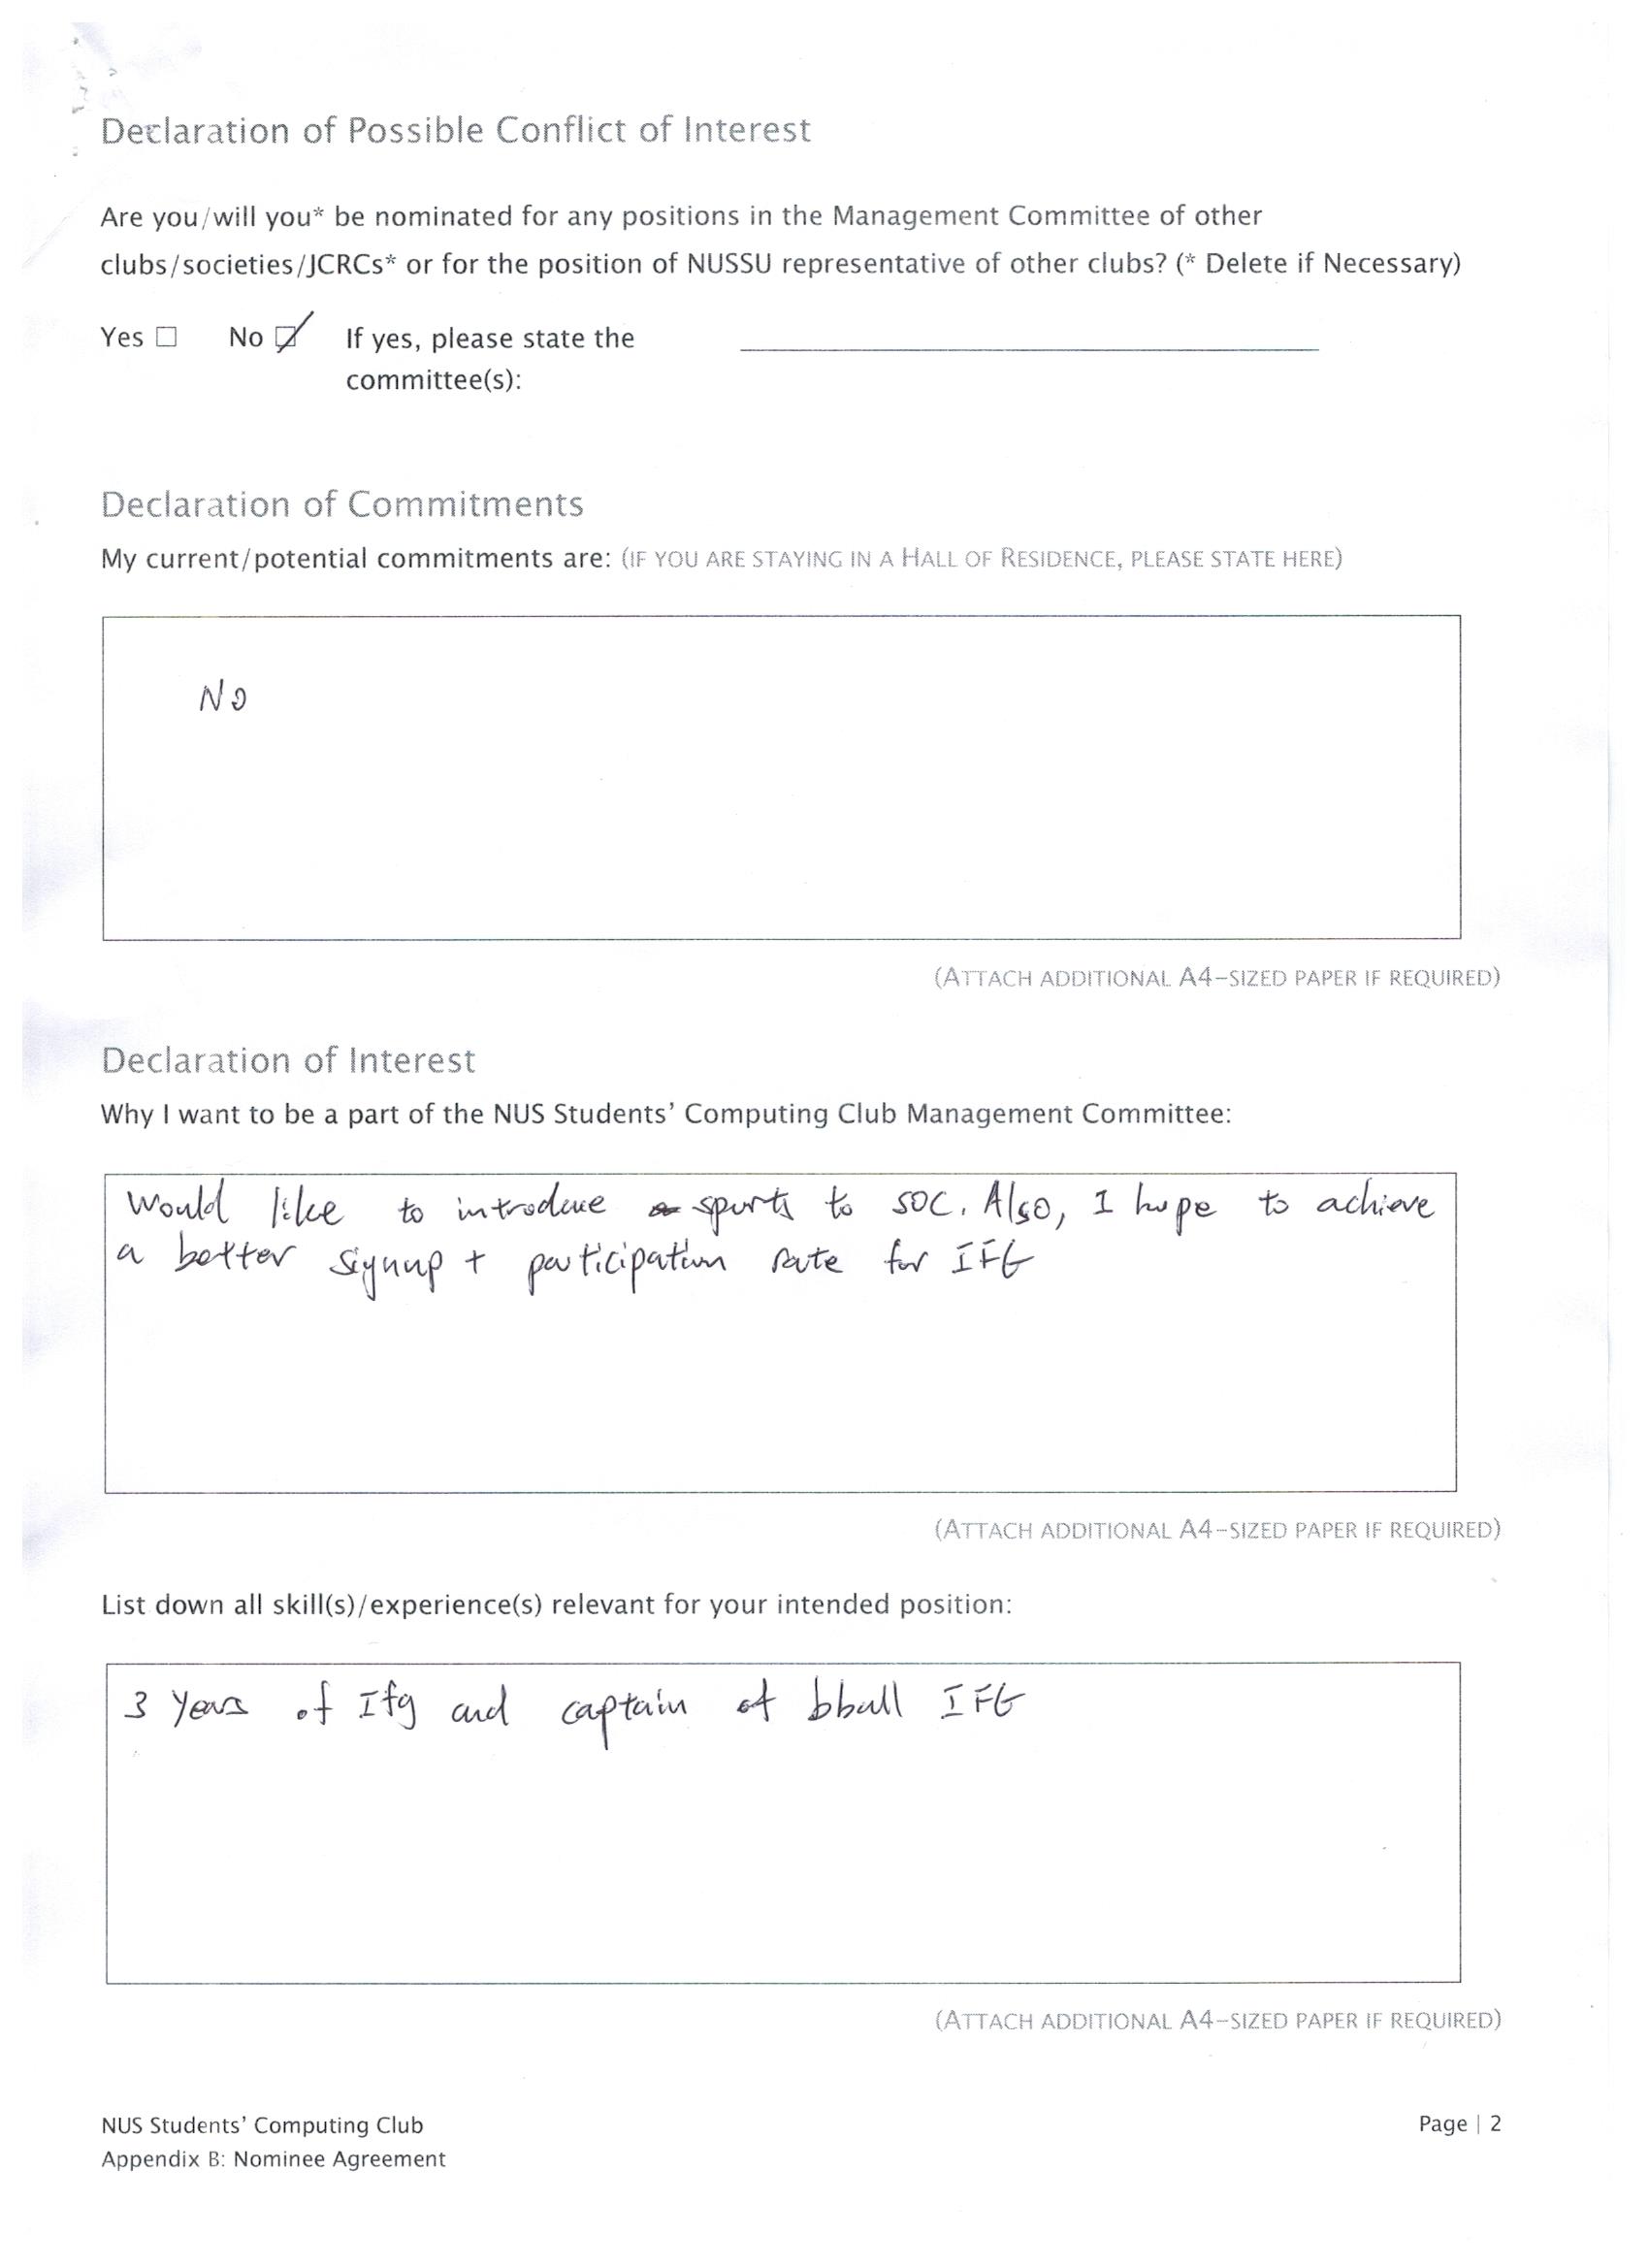 Declaration of Possible Conflict of Interest
Are you/will you* be nominated for any positions in the Management Committee of other
clubs/societies/JCRCs* or for the position of NUSSU representative of other clubs? (* Delete if Necessary)
Yes ☐ No ☑ If yes, please state the
committee(s):
Declaration of Commitments
My current/potential commitments are: (IF YOU ARE STAYING IN A HALL OF RESIDENCE, PLEASE STATE HERE)
No
(ATTACH ADDITIONAL A4-SIZED PAPER IF REQUIRED)
Declaration of Interest
Why I want to be a part of the NUS Students' Computing Club Management Committee:
Would like to introduce sports to SOC. Also, I hope to achieve
a better signup + participation rate for IFG
(ATTACH ADDITIONAL A4-SIZED PAPER IF REQUIRED)
List down all skill(s)/experience(s) relevant for your intended position:
3 Years of Ifg and captain of bball IFG
(ATTACH ADDITIONAL A4-SIZED PAPER IF REQUIRED)
NUS Students' Computing Club Page | 2
Appendix B: Nominee Agreement